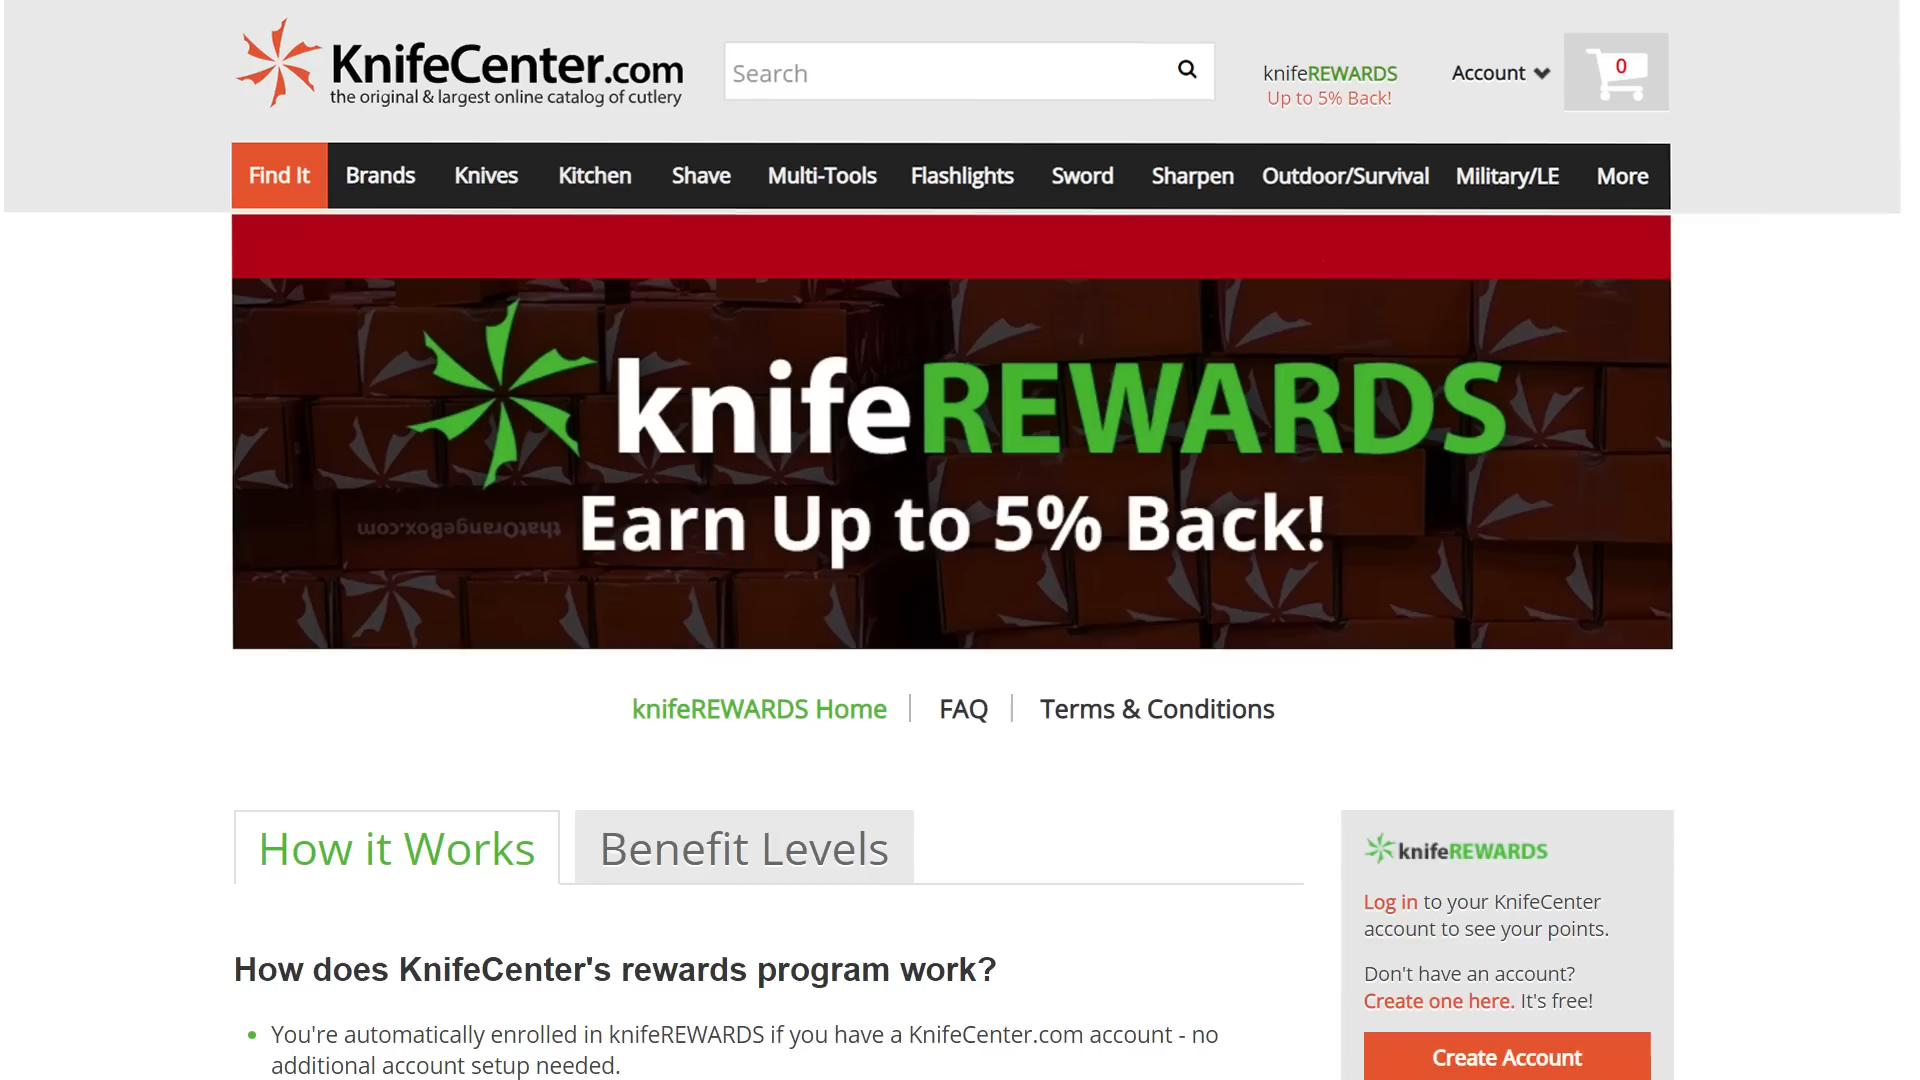 KnifeCenter.com
the original & largest online catalog of cutlery
Search
knifeREWARDS
Up to 5% Back!
Account
0
Find It Brands Knives Kitchen Shave Multi-Tools Flashlights Sword Sharpen Outdoor/Survival Military/LE More
knifeREWARDS
Earn Up to 5% Back!
thatOrangeBox.com
knifeREWARDS Home FAQ Terms & Conditions
How it Works Benefit Levels
How does KnifeCenter's rewards program work?
• You're automatically enrolled in knifeREWARDS if you have a KnifeCenter.com account - no
additional account setup needed.
knifeREWARDS
Log in to your KnifeCenter
account to see your points.
Don't have an account?
Create one here. It's free!
Create Account